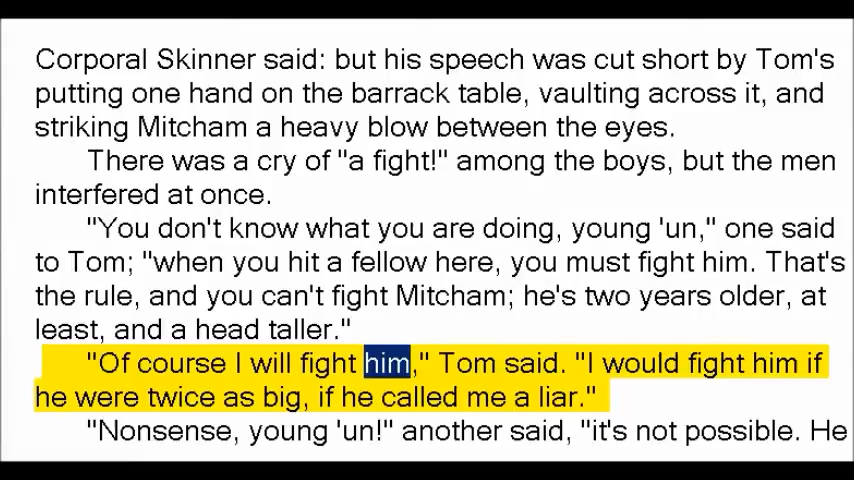 Corporal Skinner said: but his speech was cut short by Tom's
putting one hand on the barrack table, vaulting across it, and
striking Mitcham a heavy blow between the eyes.
There was a cry of "a fight!" among the boys, but the men
interfered at once.
"You don't know what you are doing, young 'un," one said
to Tom; "when you hit a fellow here, you must fight him. That's
the rule, and you can't fight Mitcham; he's two years older, at
least, and a head taller."
"Of course I will fight him," Tom said. "I would fight him if
he were twice as big, if he called me a liar."
"Nonsense, young 'un!" another said, "it's not possible. He